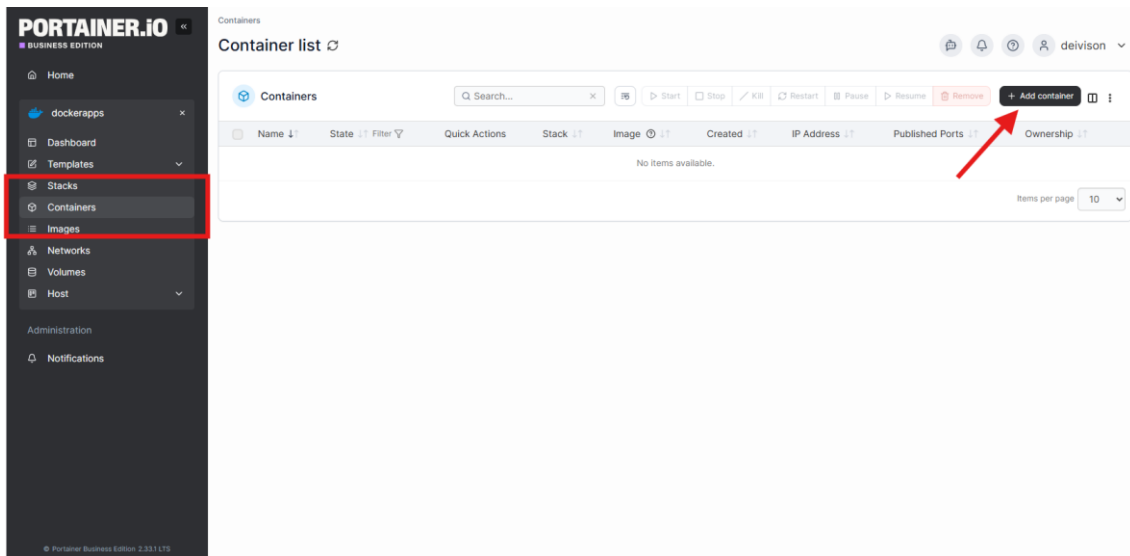 PORTAINER.iO
BUSINESS EDITION
Home
dockerapps
Dashboard
Templates
Stacks
Containers
Images
Networks
Volumes
Host
Administration
Notifications
© Portainer Business Edition 2.33.1 LTS
Containers
Container list
deivison
Containers
Search...
Start Stop Kill Restart Pause Resume Remove + Add container
Name State Filter Quick Actions Stack Image Created IP Address Published Ports Ownership
No items available.
Items per page 10